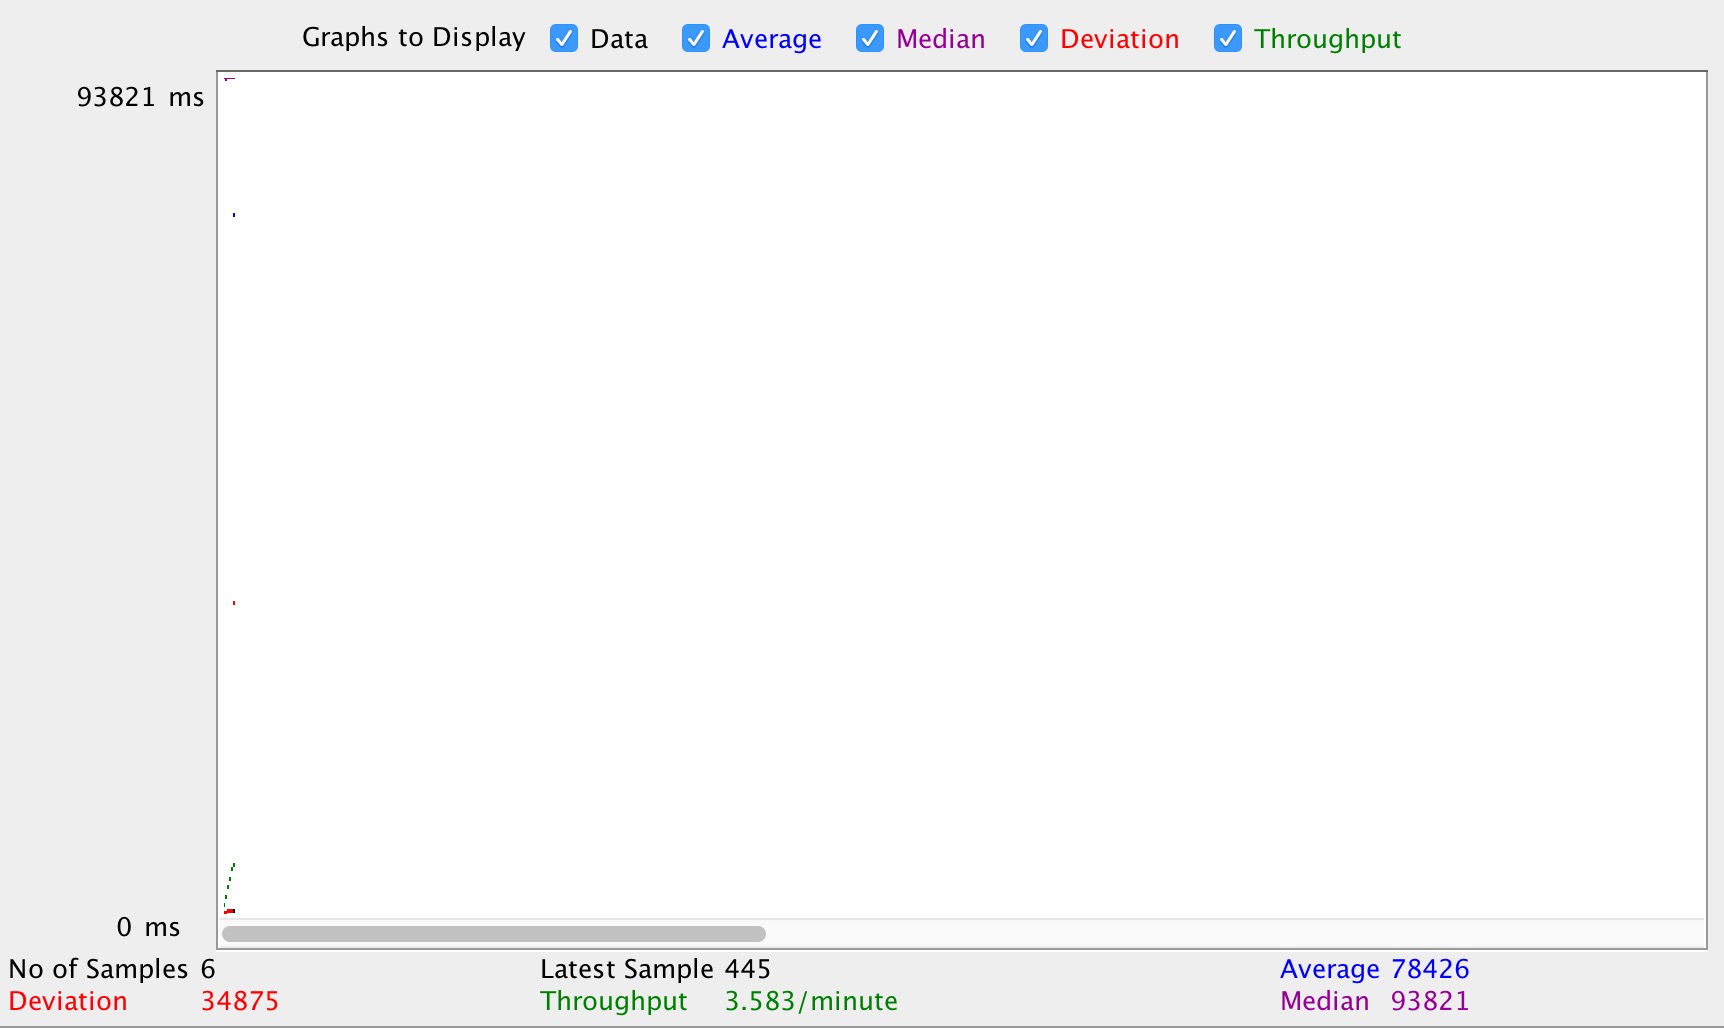 Graphs to Display Data Average Median Deviation Throughput
93821 ms
0 ms
No of Samples 6 Latest Sample 445 Average 78426
Deviation 34875 Throughput 3.583/minute Median 93821